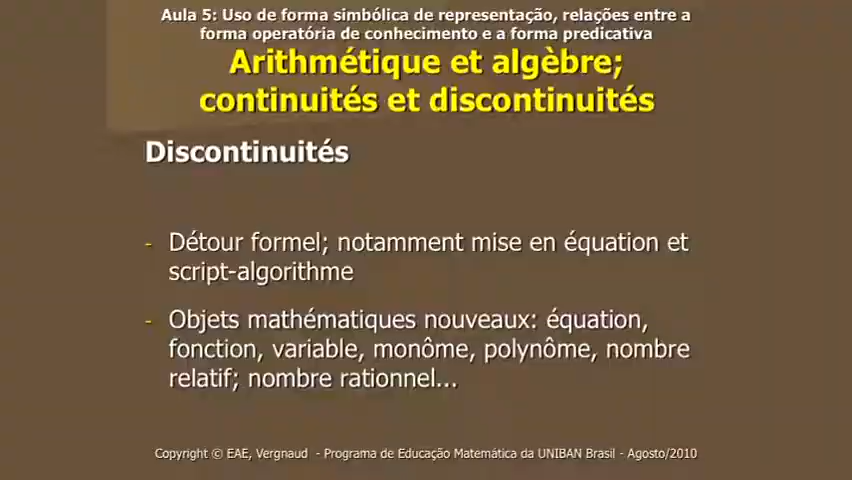 Aula 5: Uso de forma simbólica de representação, relações entre a
forma operatória de conhecimento e a forma predicativa
Arithmétique et algèbre;
continuités et discontinuités
Discontinuités
- Détour formel; notamment mise en équation et
script-algorithme
- Objets mathématiques nouveaux: équation,
fonction, variable, monôme, polynôme, nombre
relatif; nombre rationnel...
Copyright © EAE, Vergnaud - Programa de Educação Matemática da UNIBAN Brasil - Agosto/2010